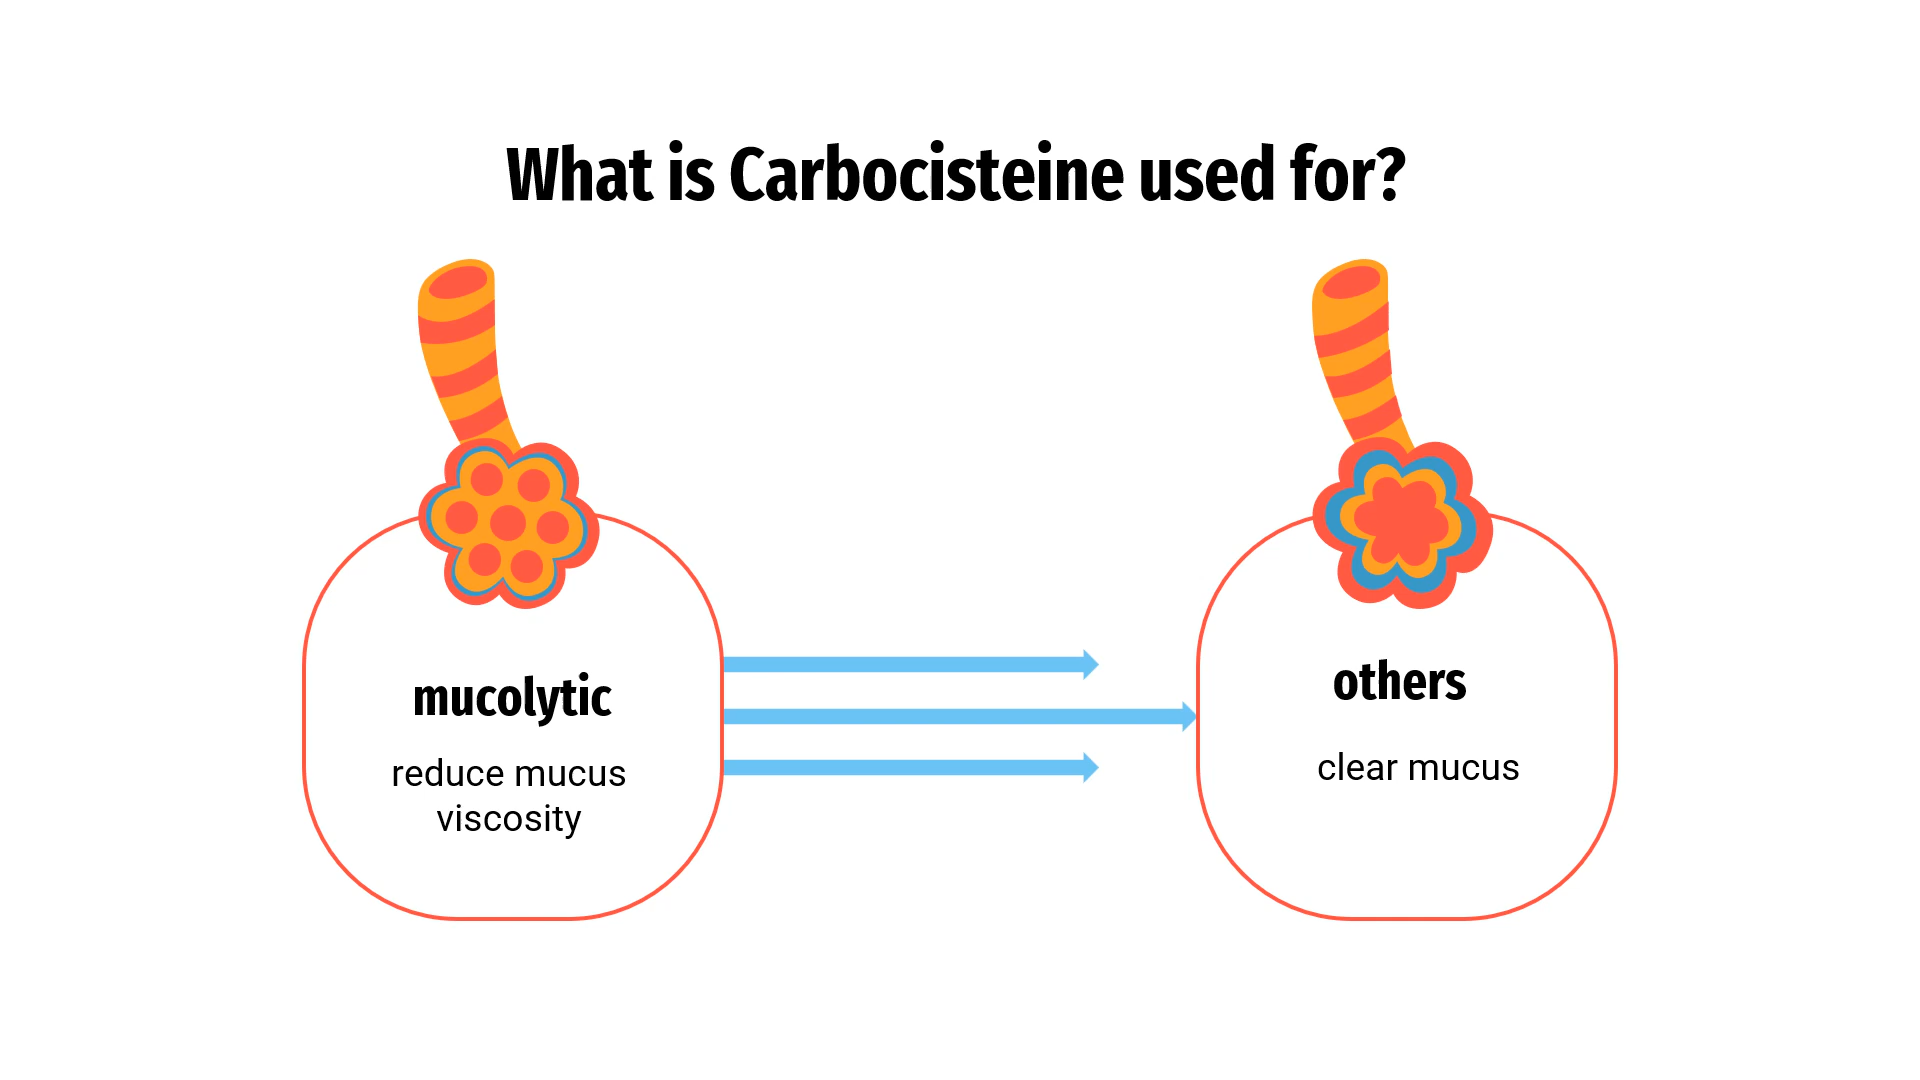 What is Carbocisteine used for?
mucolytic
reduce mucus
viscosity
others
clear mucus